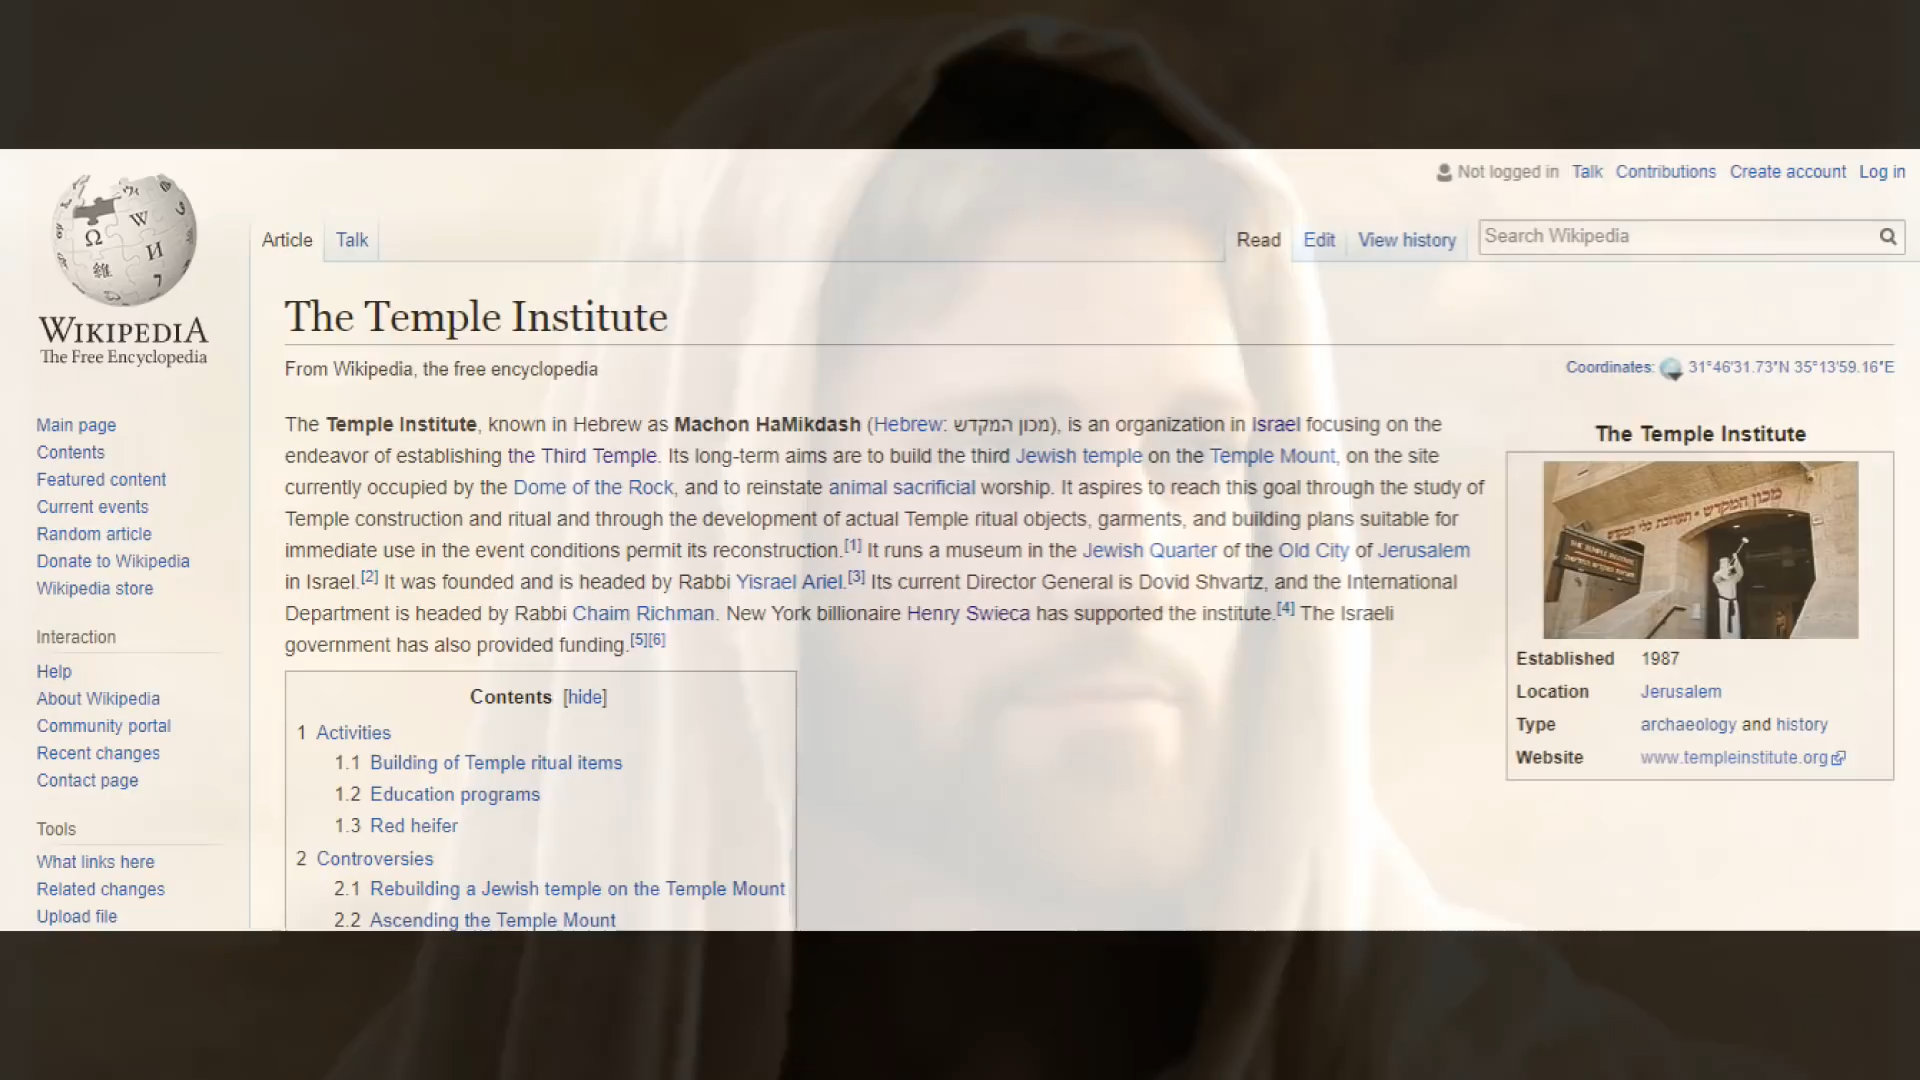 Not logged in Talk Contributions Create account Log in
Article Talk Read Edit View history Search Wikipedia
WIKIPEDIA
The Free Encyclopedia
The Temple Institute
From Wikipedia, the free encyclopedia
Coordinates: 31°46′31.73″N 35°13′59.16″E
The Temple Institute, known in Hebrew as Machon HaMikdash (Hebrew: מכון המקדש), is an organization in Israel focusing on the
endeavor of establishing the Third Temple. Its long-term aims are to build the third Jewish temple on the Temple Mount, on the site
currently occupied by the Dome of the Rock, and to reinstate animal sacrificial worship. It aspires to reach this goal through the study of
Temple construction and ritual and through the development of actual Temple ritual objects, garments, and building plans suitable for
immediate use in the event conditions permit its reconstruction.[1] It runs a museum in the Jewish Quarter of the Old City of Jerusalem
in Israel.[2] It was founded and is headed by Rabbi Yisrael Ariel.[3] Its current Director General is Dovid Shvartz, and the International
Department is headed by Rabbi Chaim Richman. New York billionaire Henry Swieca has supported the institute.[4] The Israeli
government has also provided funding.[5][6]
Contents [hide]
1 Activities
1.1 Building of Temple ritual items
1.2 Education programs
1.3 Red heifer
2 Controversies
2.1 Rebuilding a Jewish temple on the Temple Mount
2.2 Ascending the Temple Mount
The Temple Institute
מכון המקדש
THE TEMPLE INSTITUTE
Established 1987
Location Jerusalem
Type archaeology and history
Website www.templeinstitute.org
Main page
Contents
Featured content
Current events
Random article
Donate to Wikipedia
Wikipedia store
Interaction
Help
About Wikipedia
Community portal
Recent changes
Contact page
Tools
What links here
Related changes
Upload file